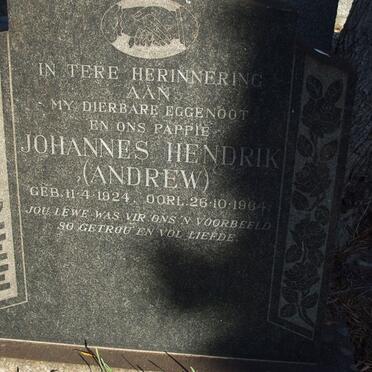 IN TERE HERINNERING
AAN
MY DIERBARE EGGENOOT
EN ONS PAPPIE
JOHANNES HENDRIK
(ANDREW)
GEB. 11-4-1924. OORL. 26-10-1964.
JOU LEWE WAS VIR ONS 'N VOORBEELD
SO GETROU EN VOL LIEFDE.